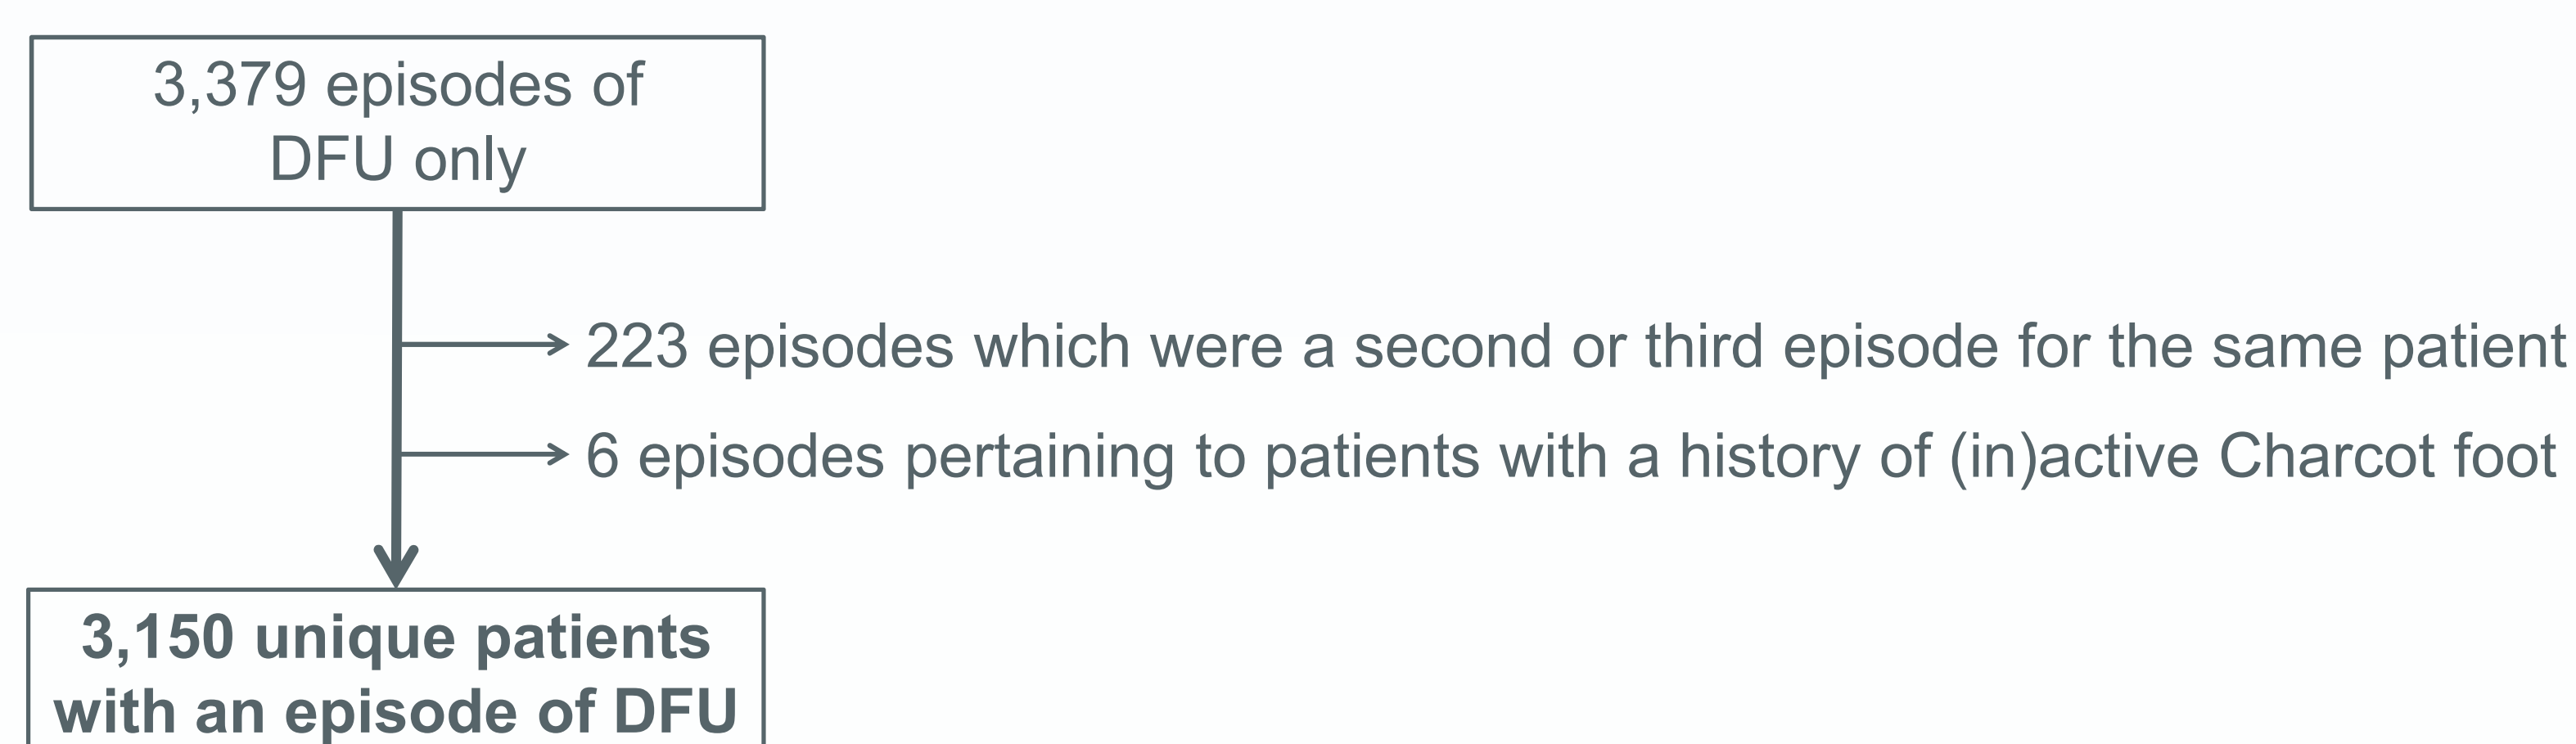 3,379 episodes of
DFU only
223 episodes which were a second or third episode for the same patient
6 episodes pertaining to patients with a history of (in)active Charcot foot
3,150 unique patients
with an episode of DFU